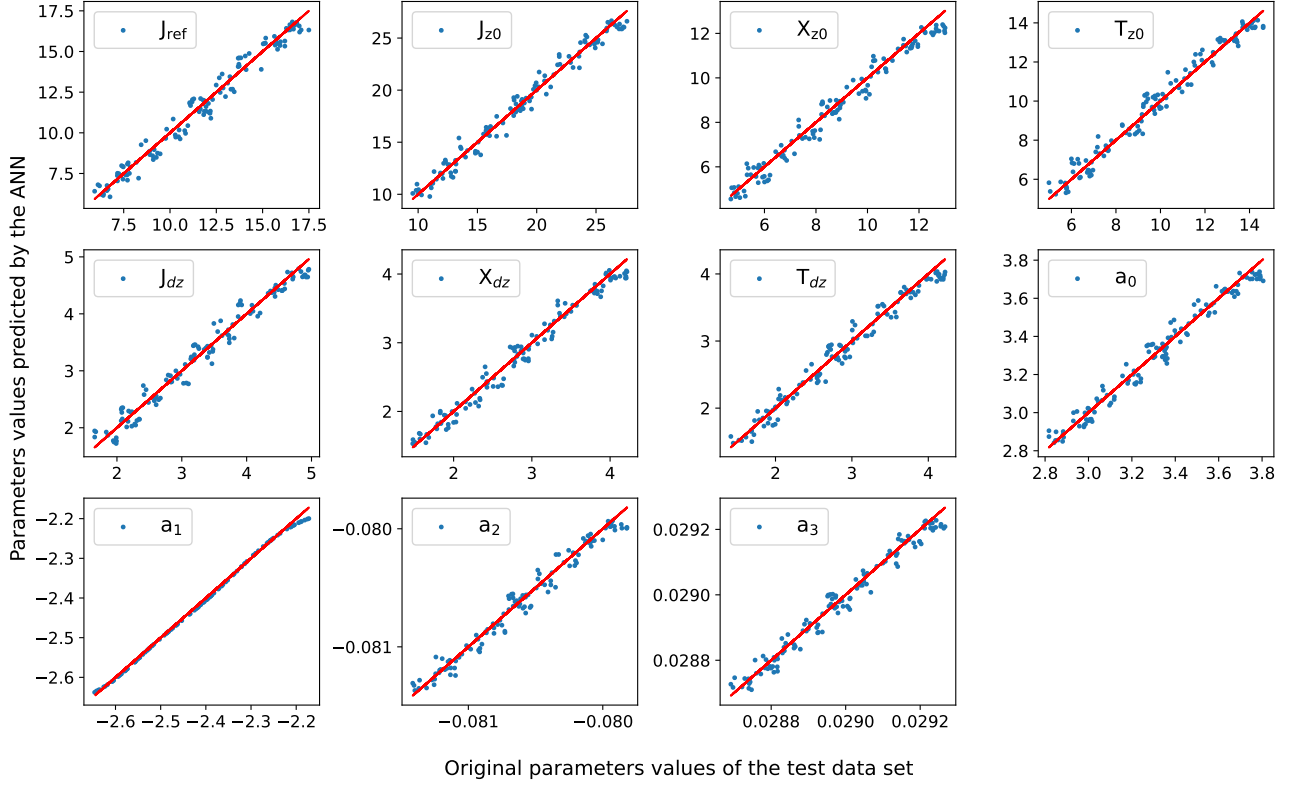 Parameters values predicted by the ANN
17.5
15.0
12.5
10.0
7.5
J_ref
7.5 10.0 12.5 15.0 17.5
25
20
15
10
J_z0
10 15 20 25
12
10
8
6
X_z0
6 8 10 12
14
12
10
8
6
T_z0
6 8 10 12 14
5
4
3
2
J_dz
2 3 4 5
4
3
2
X_dz
2 3 4
4
3
2
T_dz
2 3 4
3.8
3.6
3.4
3.2
3.0
2.8
a_0
2.8 3.0 3.2 3.4 3.6 3.8
−2.2
−2.3
−2.4
−2.5
−2.6
a_1
−2.6 −2.5 −2.4 −2.3 −2.2
−0.080
−0.081
a_2
−0.081 −0.080
0.0292
0.0290
0.0288
a_3
0.0288 0.0290 0.0292
Original parameters values of the test data set